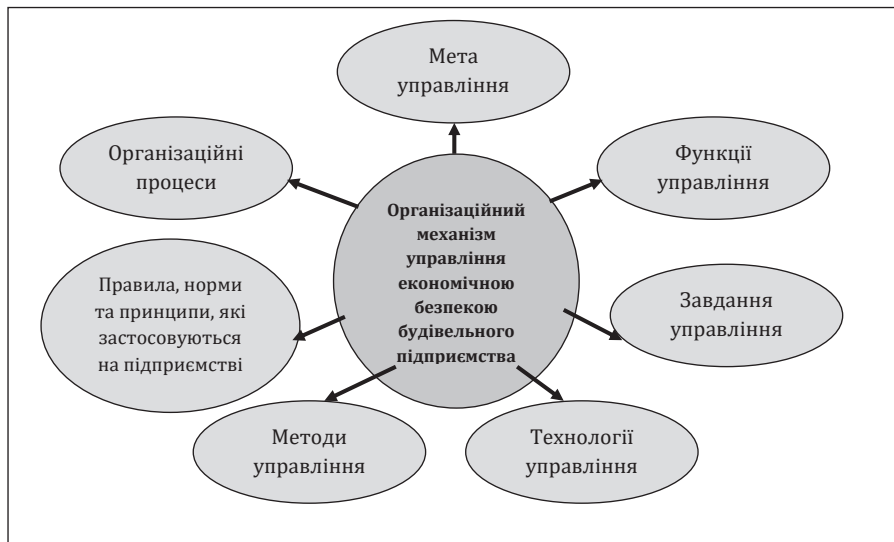 Мета
управління
Організаційні
процеси
Функції
управління
Організаційний
механізм
управління
економічною
безпекою
будівельного
підприємства
Правила, норми
та принципи, які
застосовуються
на підприємстві
Завдання
управління
Методи
управління
Технології
управління